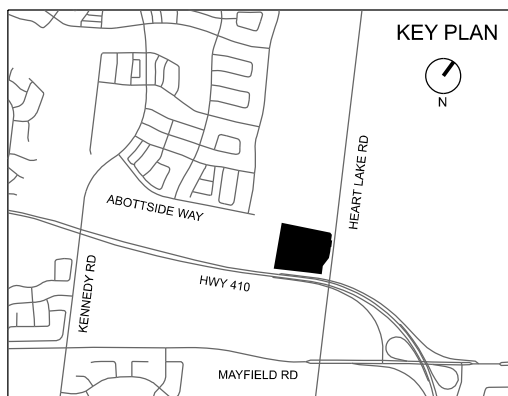 KEY PLAN
N
HEART LAKE RD
ABOTTSIDE WAY
KENNEDY RD
HWY 410
MAYFIELD RD